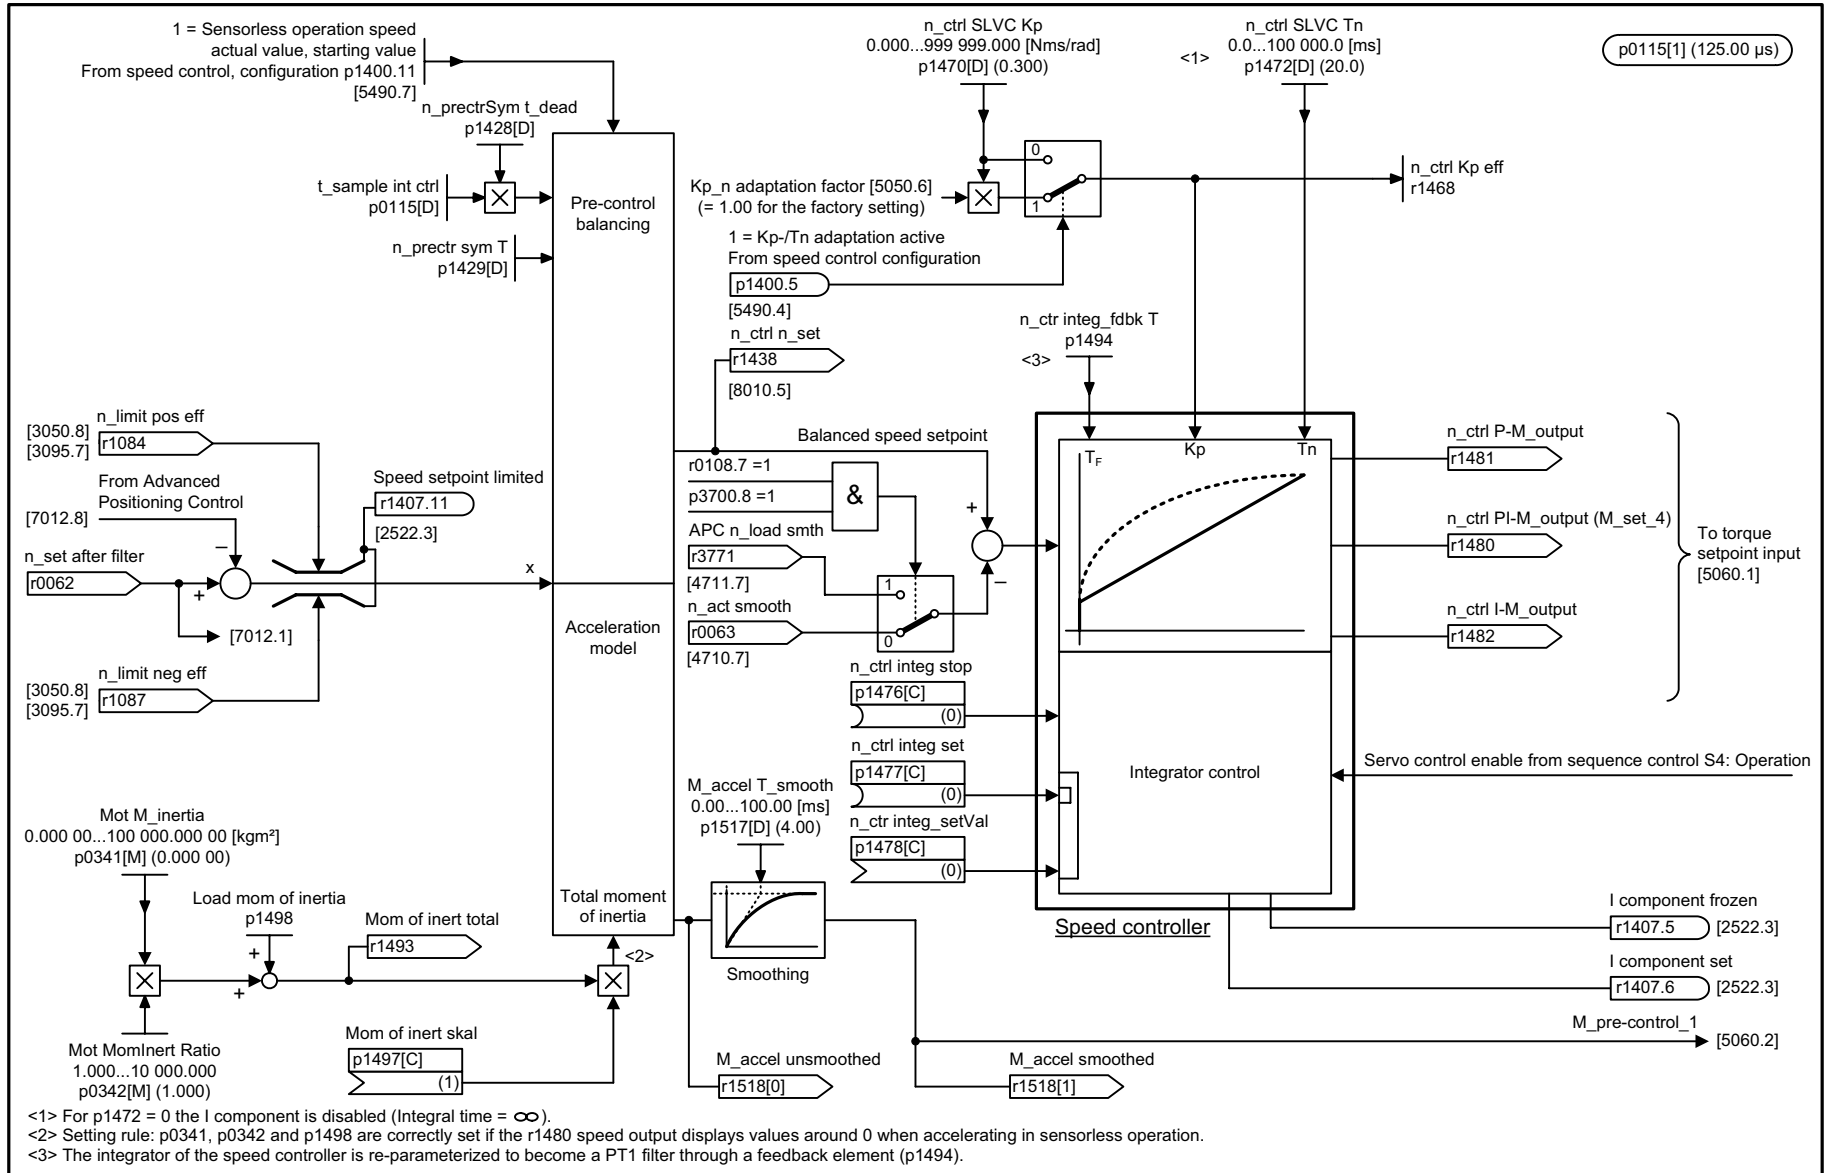 1 = Sensorless operation speed
actual value, starting value
From speed control, configuration p1400.11
[5490.7]
n_prectrSym t_dead
p1428[D]
t_sample int ctrl
p0115[D]
n_prectr sym T
p1429[D]
Pre-control
balancing
n_ctrl SLVC Kp
0.000...999 999.000 [Nms/rad]
p1470[D] (0.300)
<1>
n_ctrl SLVC Tn
0.0...100 000.0 [ms]
p1472[D] (20.0)
p0115[1] (125.00 µs)
Kp_n adaptation factor [5050.6]
(= 1.00 for the factory setting)
0
1
n_ctrl Kp eff
r1468
1 = Kp-/Tn adaptation active
From speed control configuration
p1400.5
[5490.4]
n_ctrl n_set
r1438
[8010.5]
n_ctr integ_fdbk T
p1494
<3>
[3050.8]
[3095.7]
n_limit pos eff
r1084
From Advanced
Positioning Control
[7012.8]
Speed setpoint limited
r1407.11
[2522.3]
n_set after filter
r0062
–
+
x
[7012.1]
[3050.8]
[3095.7]
n_limit neg eff
r1087
Acceleration
model
Balanced speed setpoint
r0108.7 =1
p3700.8 =1
&
APC n_load smth
r3771
[4711.7]
n_act smooth
r0063
[4710.7]
1
0
+
–
TF
Kp
Tn
n_ctrl P-M_output
r1481
n_ctrl PI-M_output (M_set_4)
r1480
n_ctrl I-M_output
r1482
To torque
setpoint input
[5060.1]
n_ctrl integ stop
p1476[C]
(0)
n_ctrl integ set
p1477[C]
(0)
n_ctr integ_setVal
p1478[C]
(0)
Integrator control
Servo control enable from sequence control S4: Operation
Speed controller
Mot M_inertia
0.000 00...100 000.000 00 [kgm²]
p0341[M] (0.000 00)
Load mom of inertia
p1498
Mom of inert total
r1493
+
+
Total moment
of inertia
<2>
M_accel T_smooth
0.00...100.00 [ms]
p1517[D] (4.00)
Smoothing
I component frozen
r1407.5
[2522.3]
I component set
r1407.6
[2522.3]
M_pre-control_1
[5060.2]
Mot MomInert Ratio
1.000...10 000.000
p0342[M] (1.000)
Mom of inert skal
p1497[C]
(1)
M_accel unsmoothed
r1518[0]
M_accel smoothed
r1518[1]
<1> For p1472 = 0 the I component is disabled (Integral time = ∞).
<2> Setting rule: p0341, p0342 and p1498 are correctly set if the r1480 speed output displays values around 0 when accelerating in sensorless operation.
<3> The integrator of the speed controller is re-parameterized to become a PT1 filter through a feedback element (p1494).